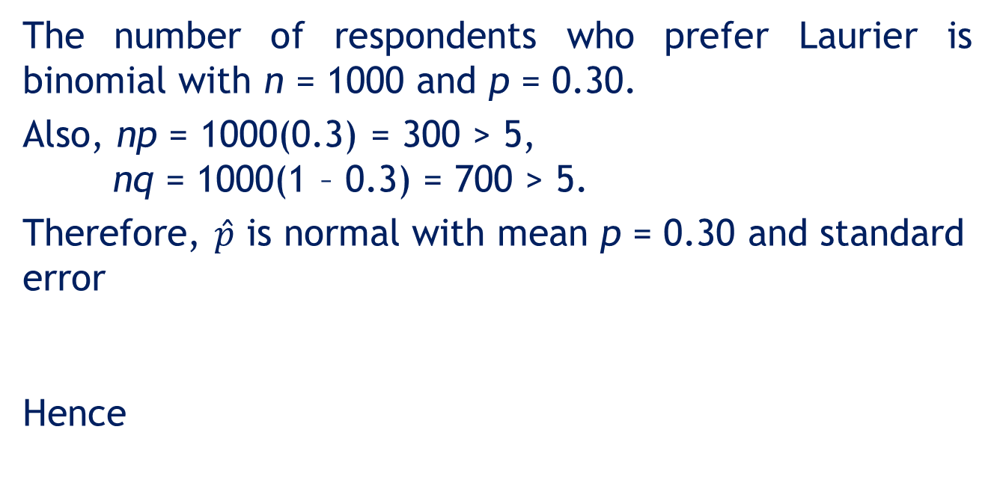 The number of respondents who prefer Laurier is
binomial with n = 1000 and p = 0.30.
Also, np = 1000(0.3) = 300 > 5,
nq = 1000(1 – 0.3) = 700 > 5.
Therefore, p̂ is normal with mean p = 0.30 and standard
error
Hence